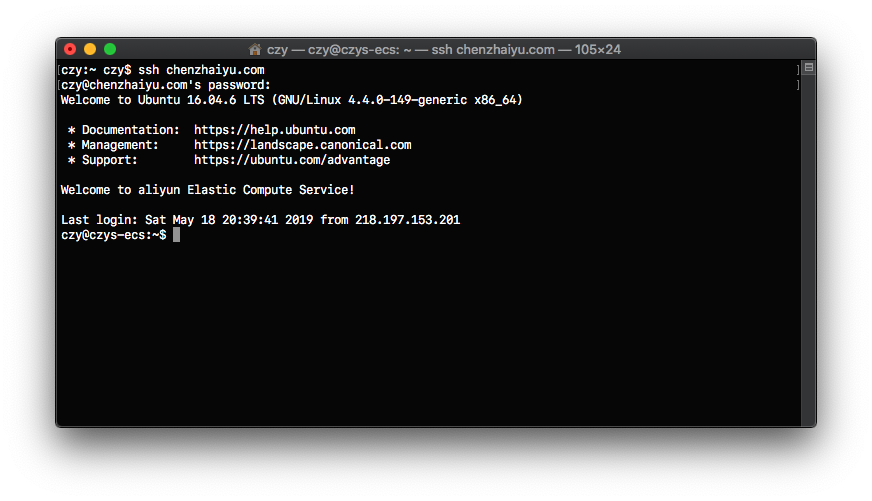 czy — czy@czys-ecs: ~ — ssh chenzhaiyu.com — 105×24
[czy:~ czy$ ssh chenzhaiyu.com ]
[czy@chenzhaiyu.com's password: ]
Welcome to Ubuntu 16.04.6 LTS (GNU/Linux 4.4.0-149-generic x86_64)
* Documentation: https://help.ubuntu.com
* Management: https://landscape.canonical.com
* Support: https://ubuntu.com/advantage
Welcome to aliyun Elastic Compute Service!
Last login: Sat May 18 20:39:41 2019 from 218.197.153.201
czy@czys-ecs:~$